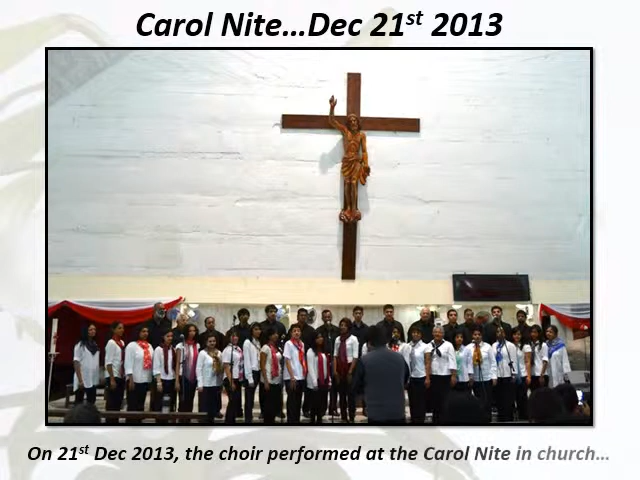 Carol Nite...Dec 21st 2013
On 21st Dec 2013, the choir performed at the Carol Nite in church...